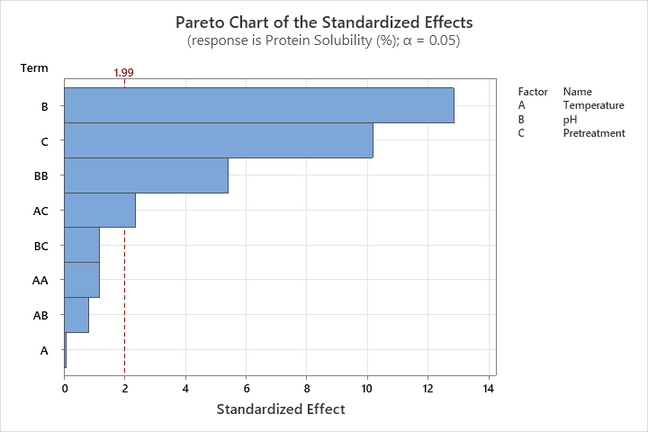 Pareto Chart of the Standardized Effects
(response is Protein Solubility (%); α = 0.05)
Term
1.99
Factor Name
A Temperature
B pH
C Pretreatment
B
C
BB
AC
BC
AA
AB
A
0 2 4 6 8 10 12 14
Standardized Effect